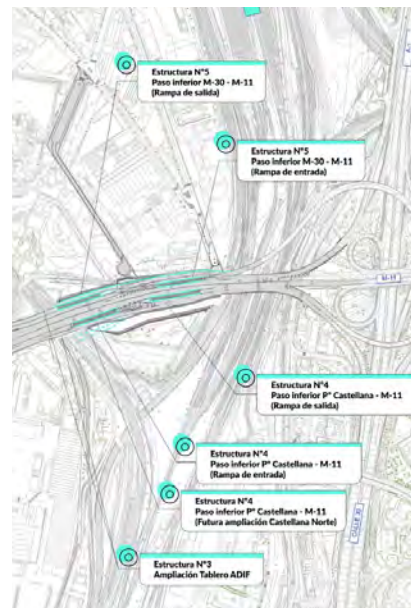 Estructura Nº5
Paso inferior M-30 - M-11
(Rampa de salida)
Estructura Nº5
Paso inferior M-30 - M-11
(Rampa de entrada)
M-11
Estructura Nº4
Paso inferior Pº Castellana - M-11
(Rampa de salida)
Estructura Nº4
Paso inferior Pº Castellana - M-11
(Rampa de entrada)
Estructura Nº4
Paso inferior Pº Castellana - M-11
(Futura ampliación Castellana Norte)
CALLE 30
Estructura Nº3
Ampliación Tablero ADIF